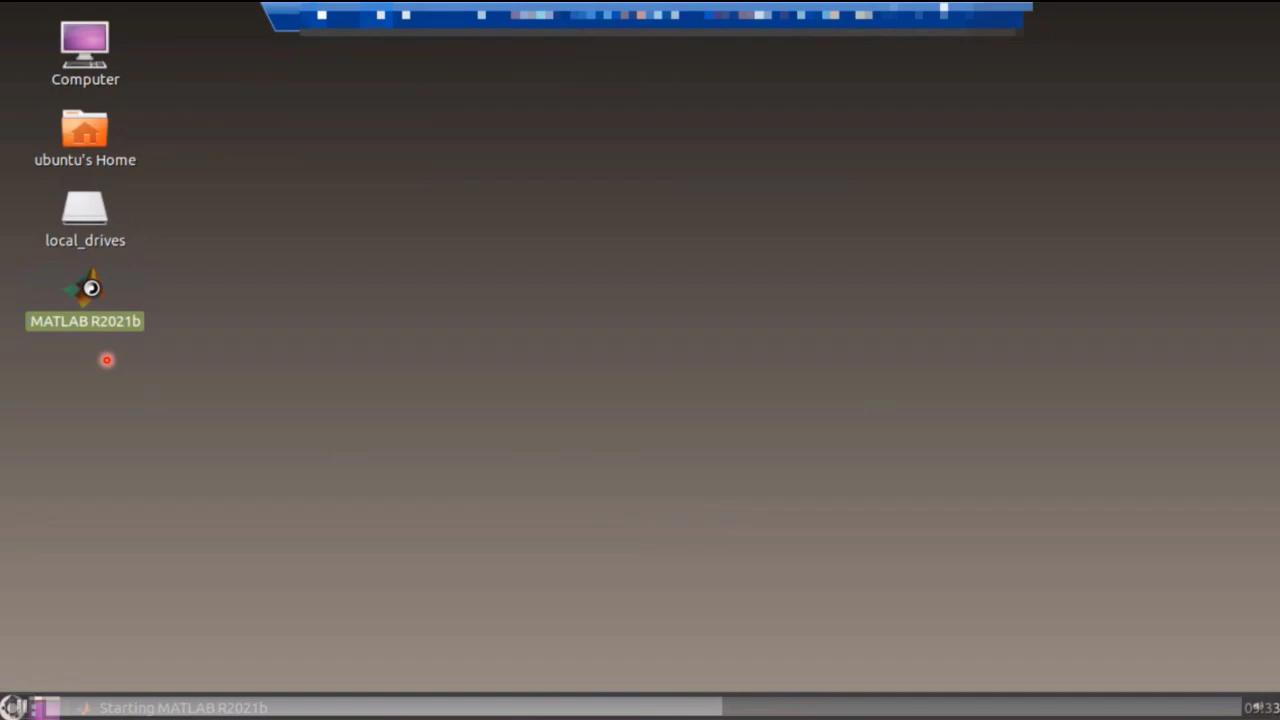 Computer
ubuntu's Home
local_drives
MATLAB R2021b
Starting MATLAB R2021b